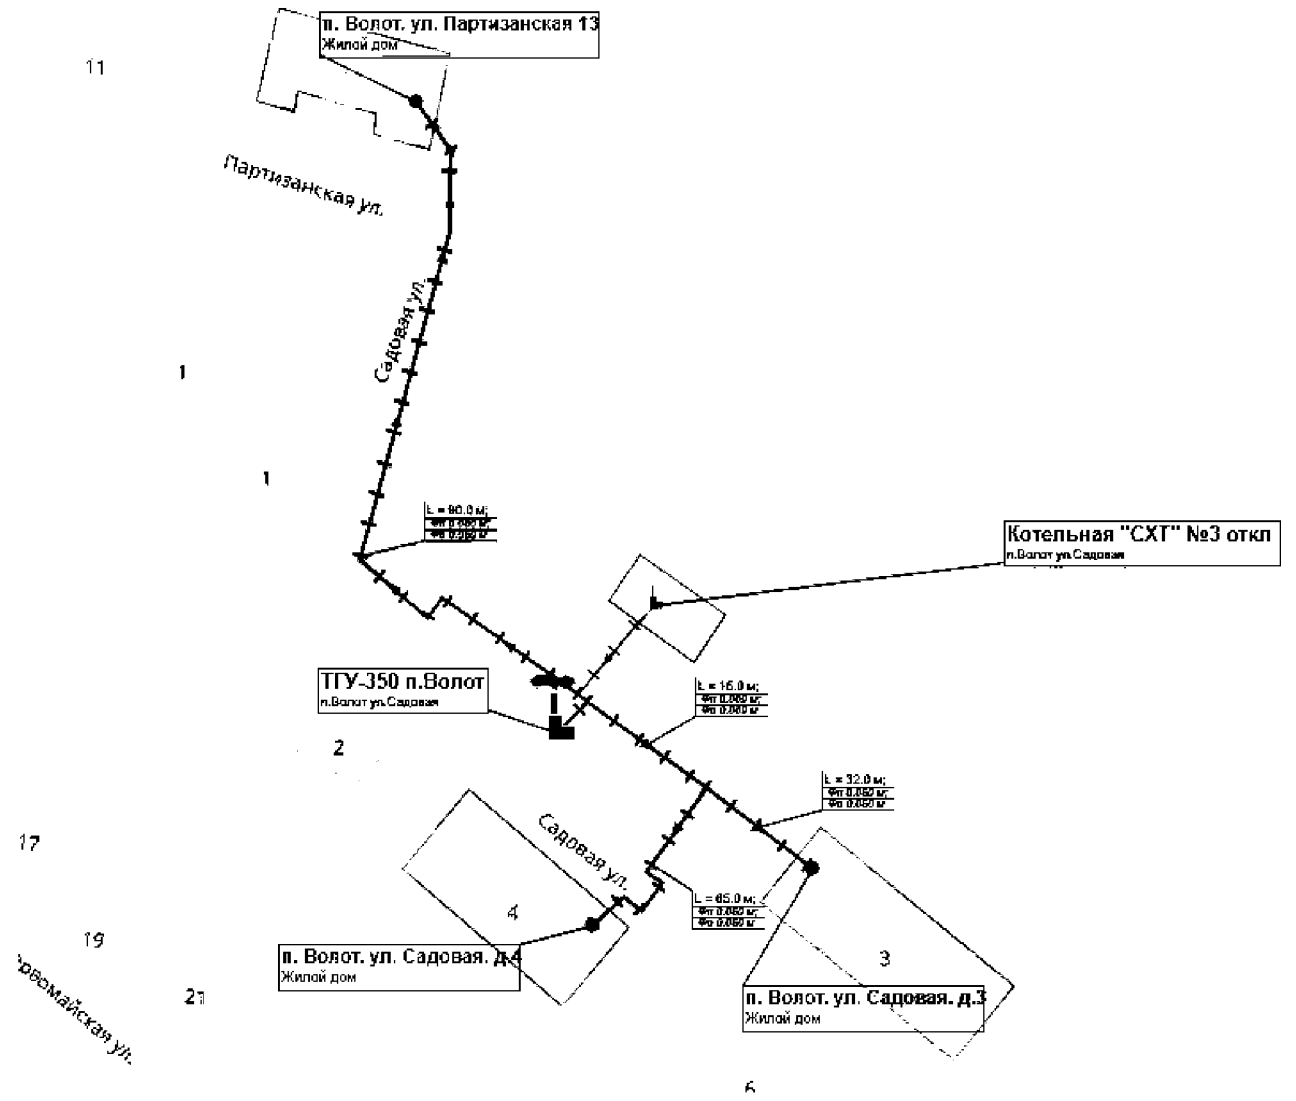 п. Волот. ул. Партизанская 13
Жилой дом
11
Партизанская ул.
Садовая ул.
1
1
L = 90.0 м;
Котельная "СХТ" №3 откл
п.Волот ул.Садовая
ТГУ-350 п.Волот
п.Волот ул.Садовая
L = 16.0 м;
2
L = 32.0 м;
17
Садовая ул.
L = 65.0 м;
4
19
п. Волот. ул. Садовая. д.4
Жилой дом
3
21
п. Волот. ул. Садовая. д.3
Жилой дом
рвомайская ул.
6